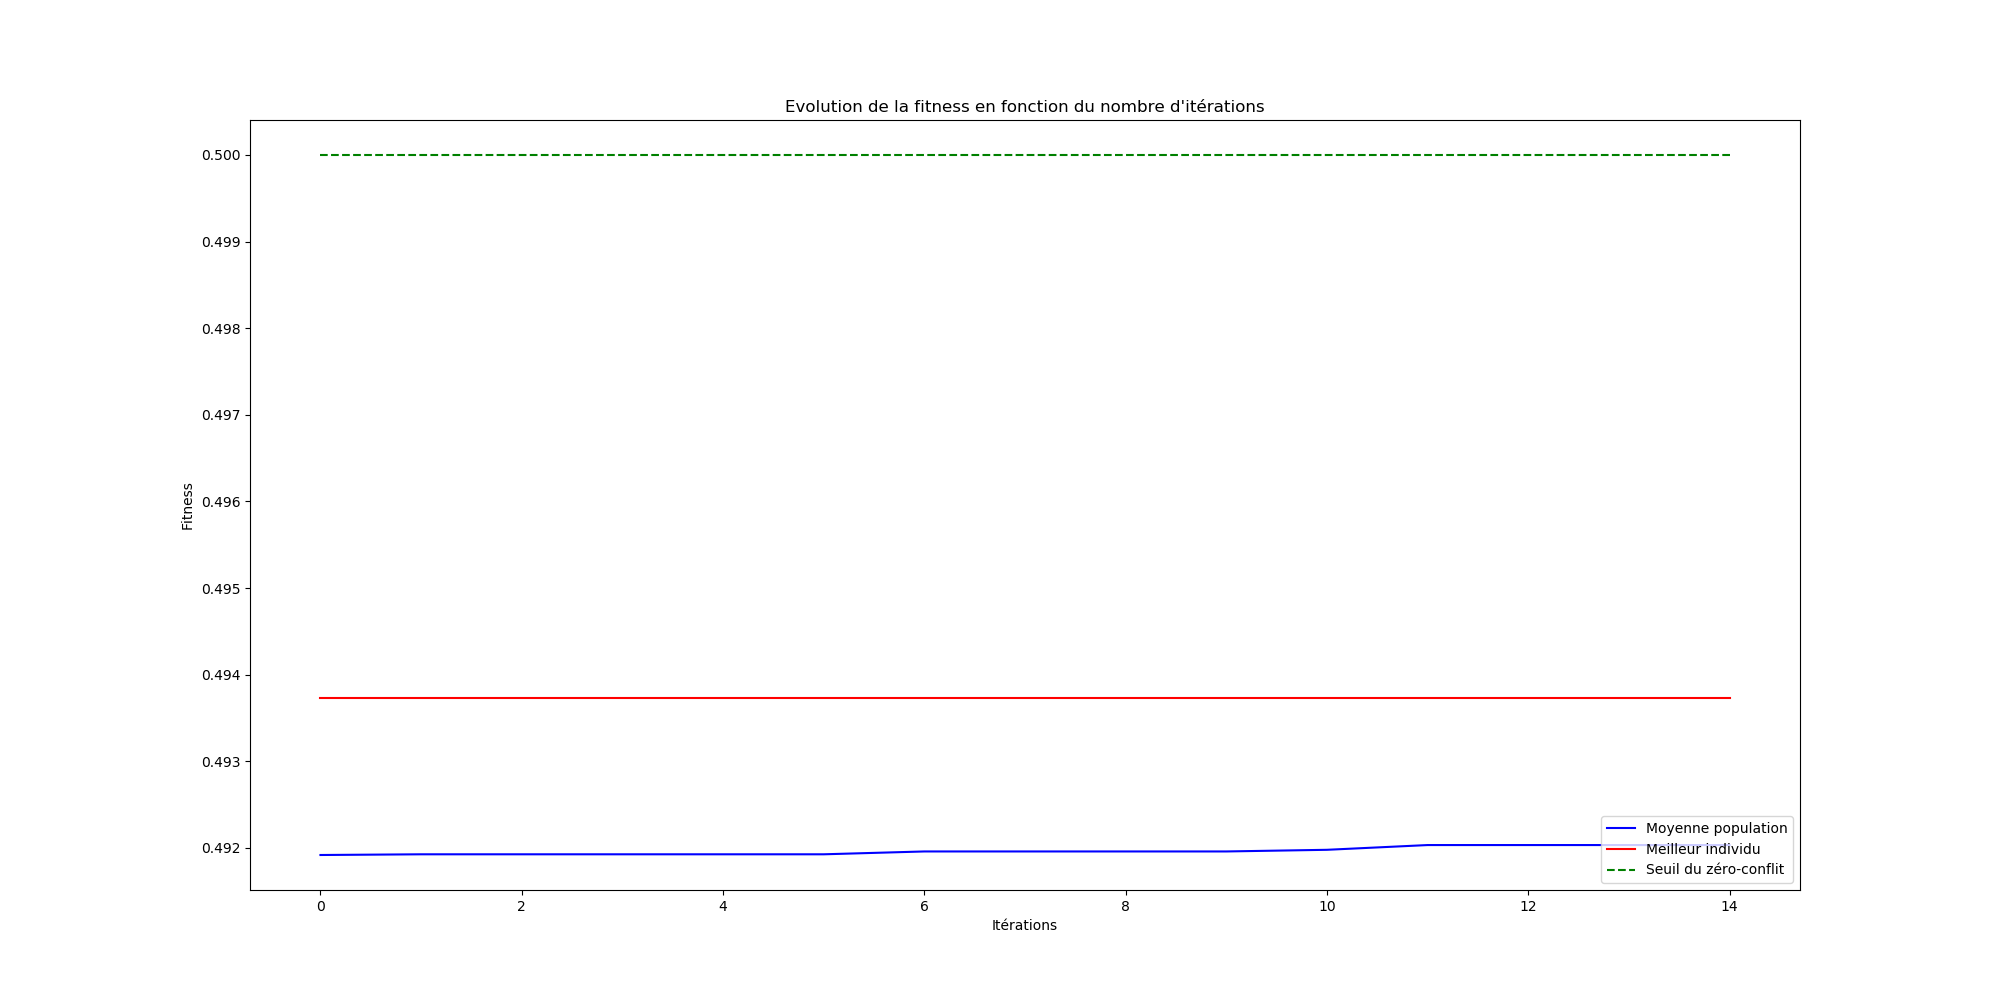 Evolution de la fitness en fonction du nombre d'itérations
0.500
0.499
0.498
0.497
0.496
0.495
0.494
0.493
0.492
Fitness
Moyenne population
Meilleur individu
Seuil du zéro-conflit
0 2 4 6 8 10 12 14
Itérations